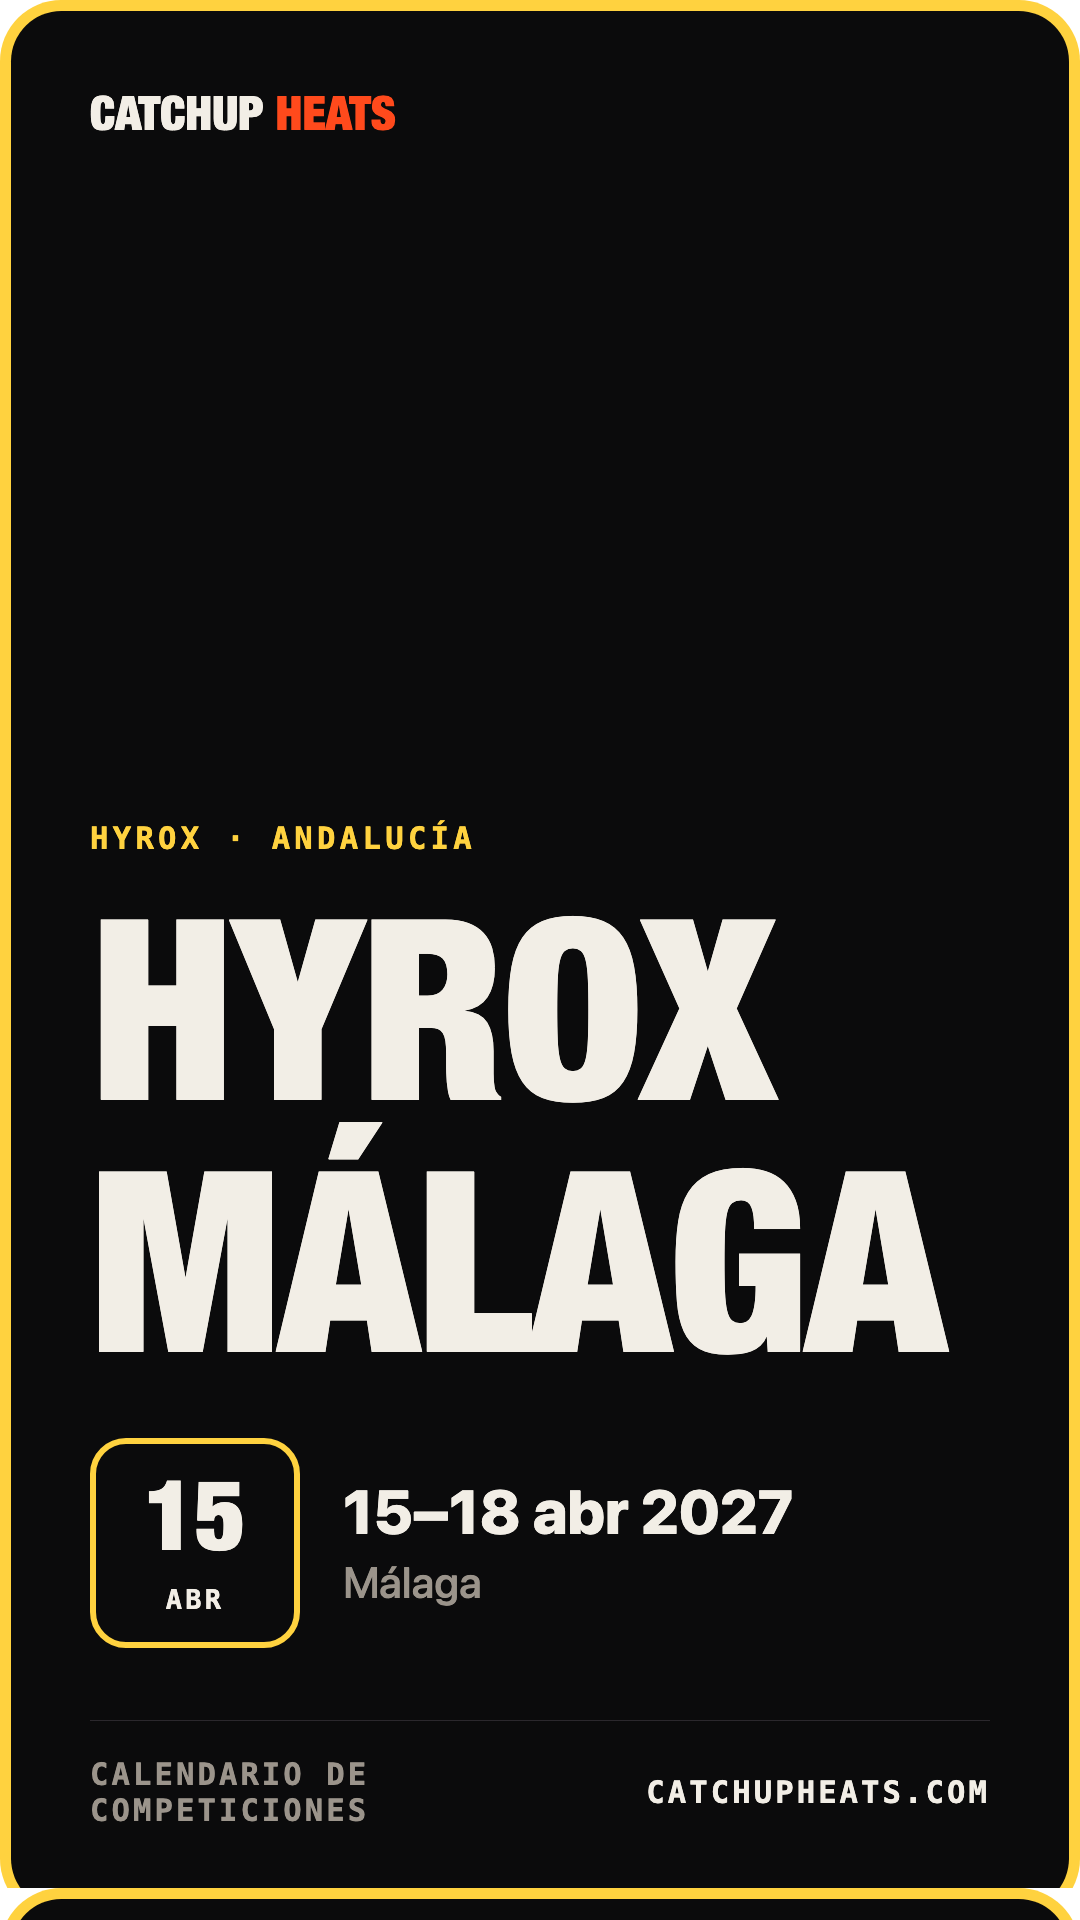 CATCHUP HEATS
HYROX · ANDALUCÍA
HYROX
MÁLAGA
15
ABR
15–18 abr 2027
Málaga
CALENDARIO DE
COMPETICIONES
CATCHUPHEATS.COM